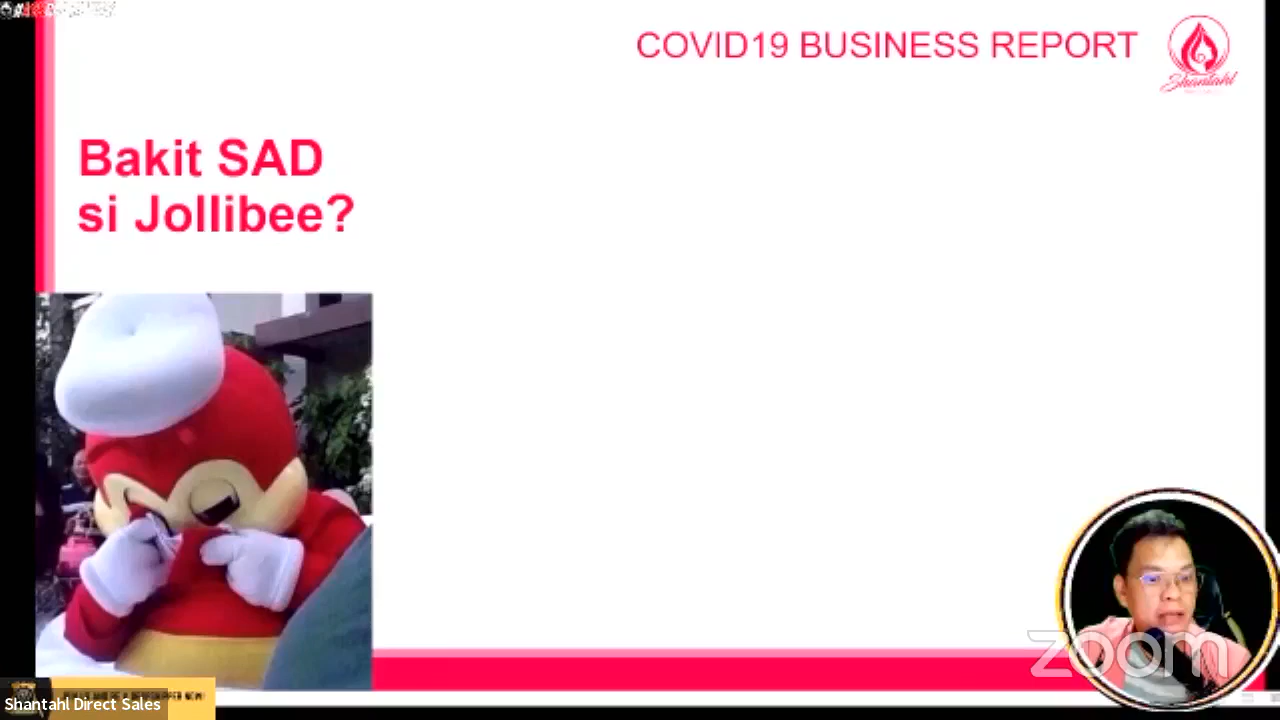 COVID19 BUSINESS REPORT
Shantahl
Bakit SAD
si Jollibee?
zoom
Shantahl Direct Sales